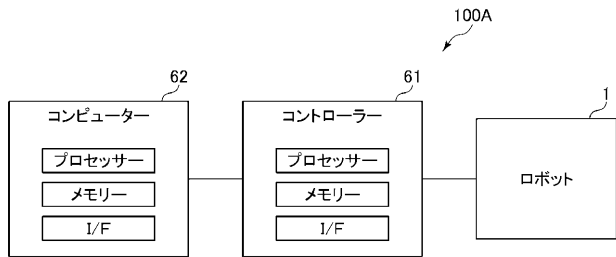 100A
62
コンピューター
プロセッサー
メモリー
I/F
61
コントローラー
プロセッサー
メモリー
I/F
1
ロボット